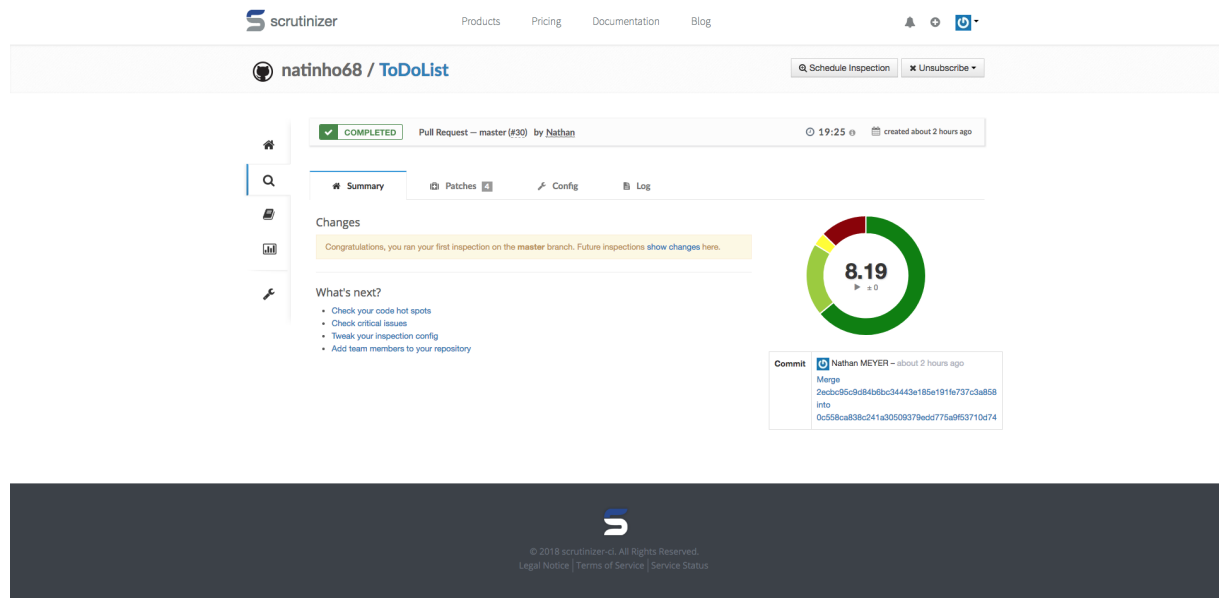 scrutinizer Products Pricing Documentation Blog
natinho68 / ToDoList Schedule Inspection Unsubscribe
COMPLETED Pull Request — master (#30) by Nathan 19:25 created about 2 hours ago
Summary Patches 4 Config Log
Changes
Congratulations, you ran your first inspection on the master branch. Future inspections show changes here.
8.19
± 0
What's next?
Check your code hot spots
Check critical issues
Tweak your inspection config
Add team members to your repository
Commit Nathan MEYER – about 2 hours ago
Merge
2ecbc95c9d84b6bc34443e185e191fe737c3a858
into
0c558ca838c241a30509379edd775a9f53710d74
© 2018 scrutinizer-ci. All Rights Reserved.
Legal Notice | Terms of Service | Service Status